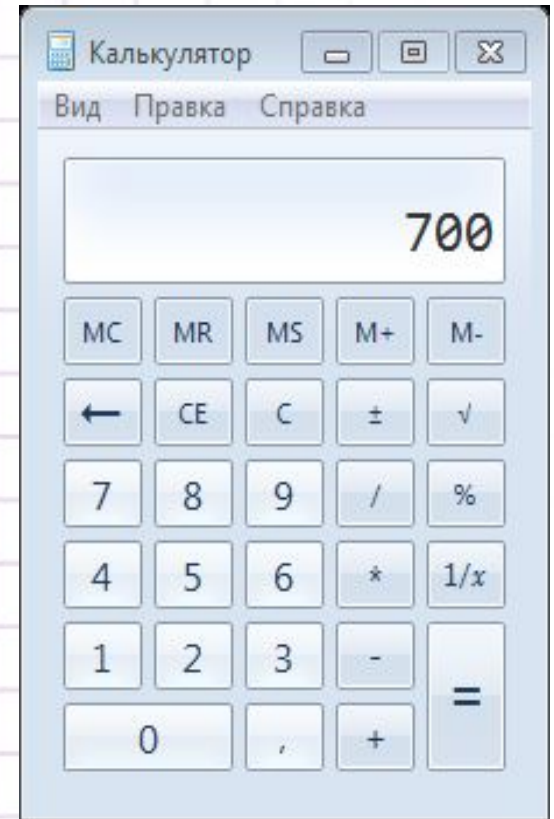 Калькулятор
Вид Правка Справка
700
MC MR MS M+ M-
← CE C ± √
7 8 9 / %
4 5 6 * 1/x
1 2 3 - =
0 , +